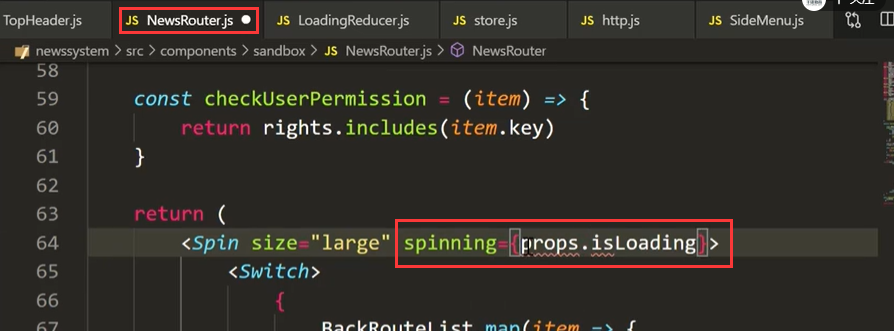 TopHeader.js JS NewsRouter.js JS LoadingReducer.js JS store.js JS http.js JS SideMenu.js
newssystem > src > components > sandbox > JS NewsRouter.js > NewsRouter
58
59 const checkUserPermission = (item) => {
60 return rights.includes(item.key)
61 }
62
63 return (
64 <Spin size="large" spinning={props.isLoading}>
65 <Switch>
66 {
67 BackRouteList.map(item => {